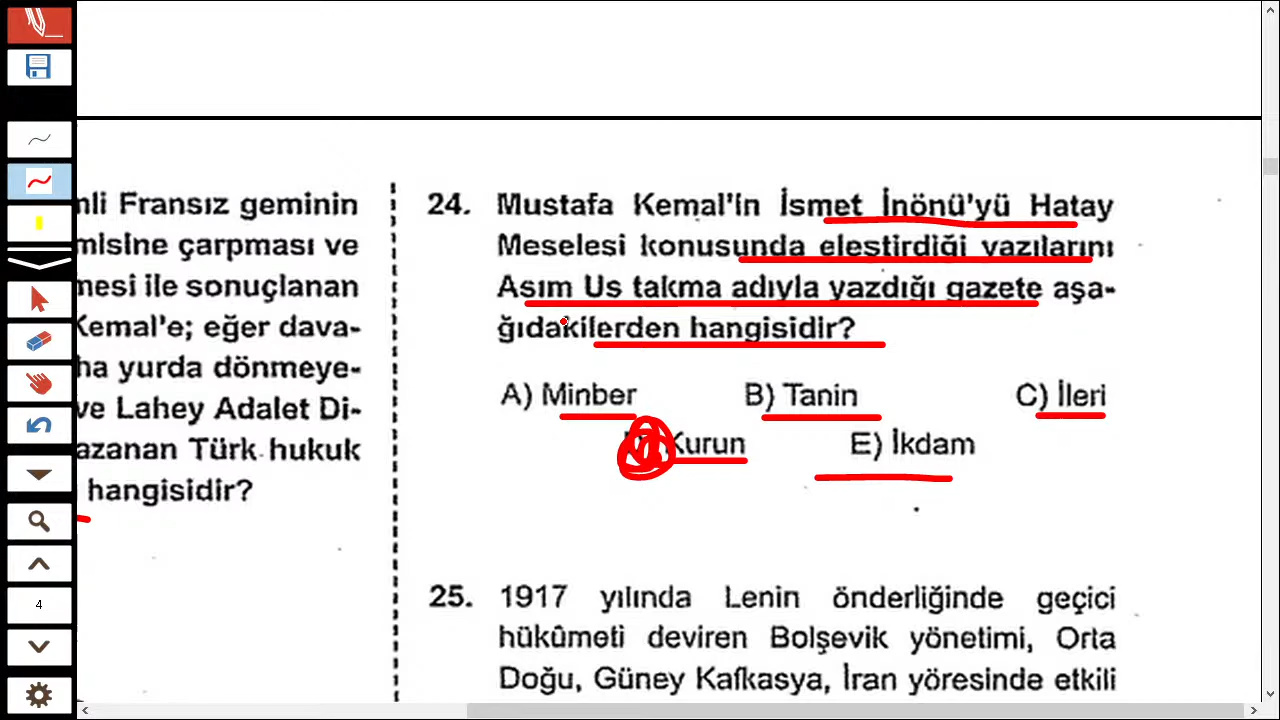 mli Fransız geminin
misine çarpması ve
mesi ile sonuçlanan
Kemal'e; eğer dava-
ha yurda dönmeye-
ve Lahey Adalet Di-
azanan Türk hukuk
hangisidir?
24. Mustafa Kemal'in İsmet İnönü'yü Hatay
Meselesi konusunda eleştirdiği yazılarını
Asım Us takma adıyla yazdığı gazete aşa-
ğıdakilerden hangisidir?
A) Minber B) Tanin C) İleri
Kurun E) İkdam
25. 1917 yılında Lenin önderliğinde geçici
hükûmeti deviren Bolşevik yönetimi, Orta
Doğu, Güney Kafkasya, İran yöresinde etkili
4